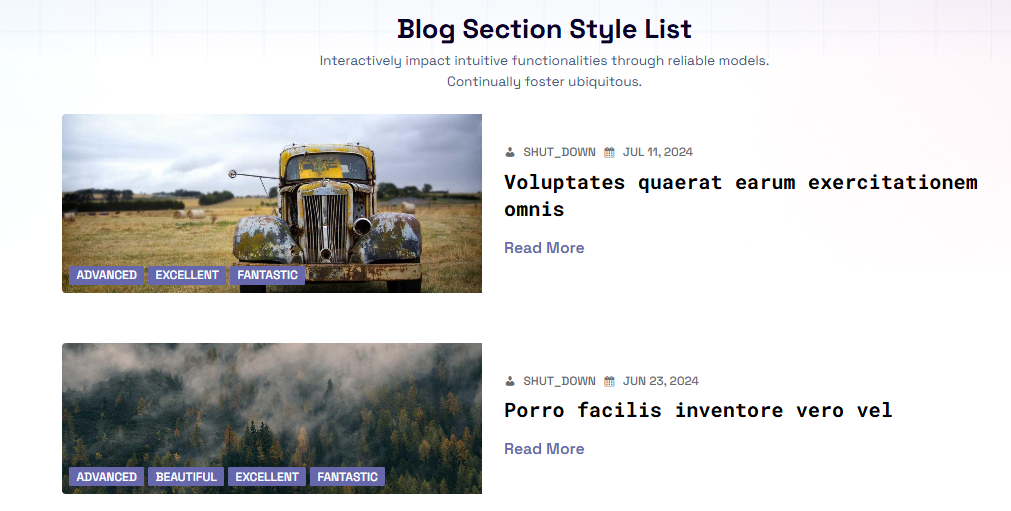 Blog Section Style List
Interactively impact intuitive functionalities through reliable models.
Continually foster ubiquitous.
SHUT_DOWN JUL 11, 2024
Voluptates quaerat earum exercitationem
omnis
Read More
ADVANCED EXCELLENT FANTASTIC
SHUT_DOWN JUN 23, 2024
Porro facilis inventore vero vel
Read More
ADVANCED BEAUTIFUL EXCELLENT FANTASTIC